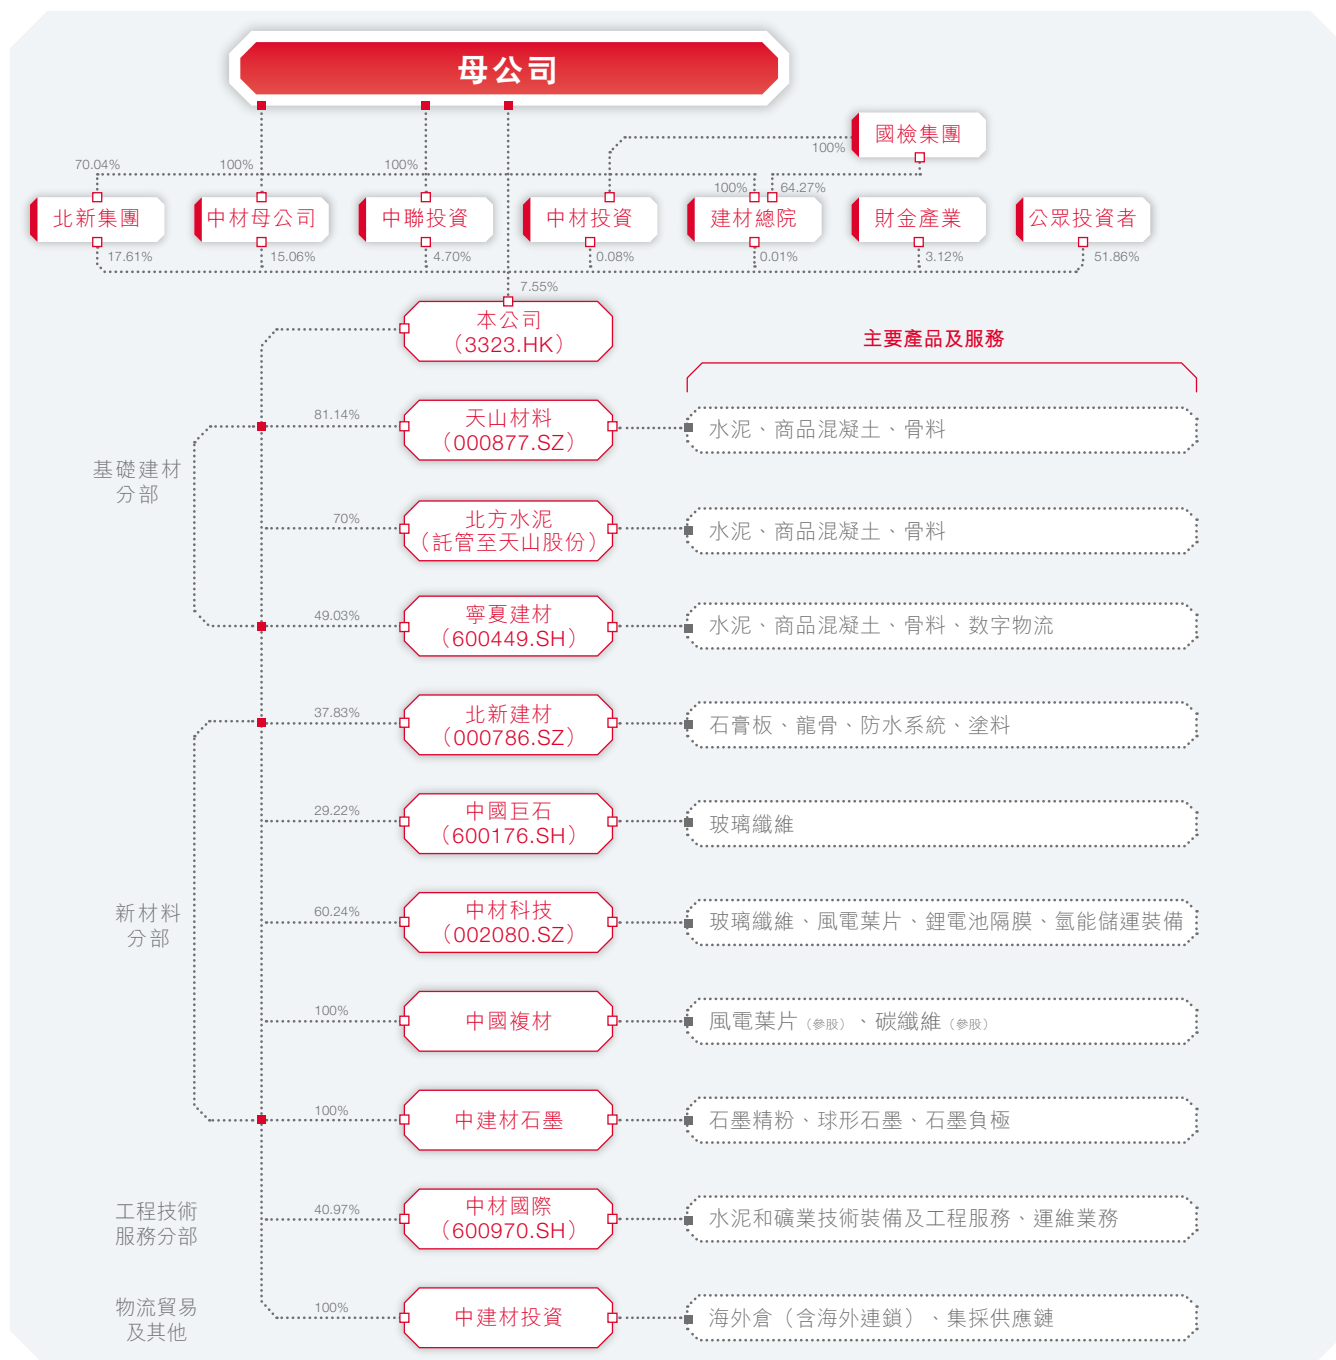 母公司
國檢集團
100%
70.04%
100%
100%
100%
64.27%
北新集團
中材母公司
中聯投資
中材投資
建材總院
財金產業
公眾投資者
17.61%
15.06%
4.70%
0.08%
0.01%
3.12%
51.86%
7.55%
本公司
（3323.HK）
主要產品及服務
基礎建材
分部
81.14%
天山材料
（000877.SZ）
水泥、商品混凝土、骨料
70%
北方水泥
（託管至天山股份）
水泥、商品混凝土、骨料
49.03%
寧夏建材
（600449.SH）
水泥、商品混凝土、骨料、数字物流
新材料
分部
37.83%
北新建材
（000786.SZ）
石膏板、龍骨、防水系統、塗料
29.22%
中國巨石
（600176.SH）
玻璃纖維
60.24%
中材科技
（002080.SZ）
玻璃纖維、風電葉片、鋰電池隔膜、氫能儲運裝備
100%
中國複材
風電葉片（參股）、碳纖維（參股）
100%
中建材石墨
石墨精粉、球形石墨、石墨負極
工程技術
服務分部
40.97%
中材國際
（600970.SH）
水泥和礦業技術裝備及工程服務、運維業務
物流貿易
及其他
100%
中建材投資
海外倉（含海外連鎖）、集採供應鏈